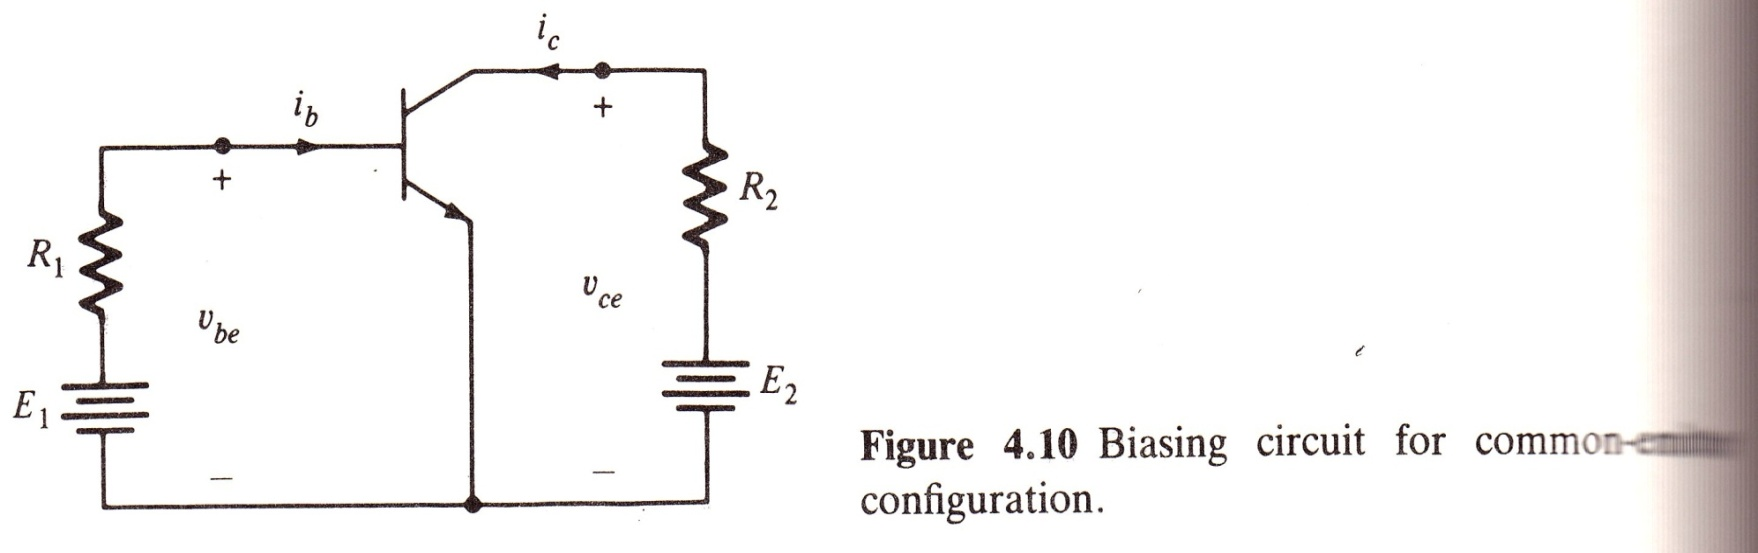 i_c
i_b
+
+
R_2
R_1
v_ce
v_be
E_2
E_1
−
−
Figure 4.10 Biasing circuit for common-
configuration.